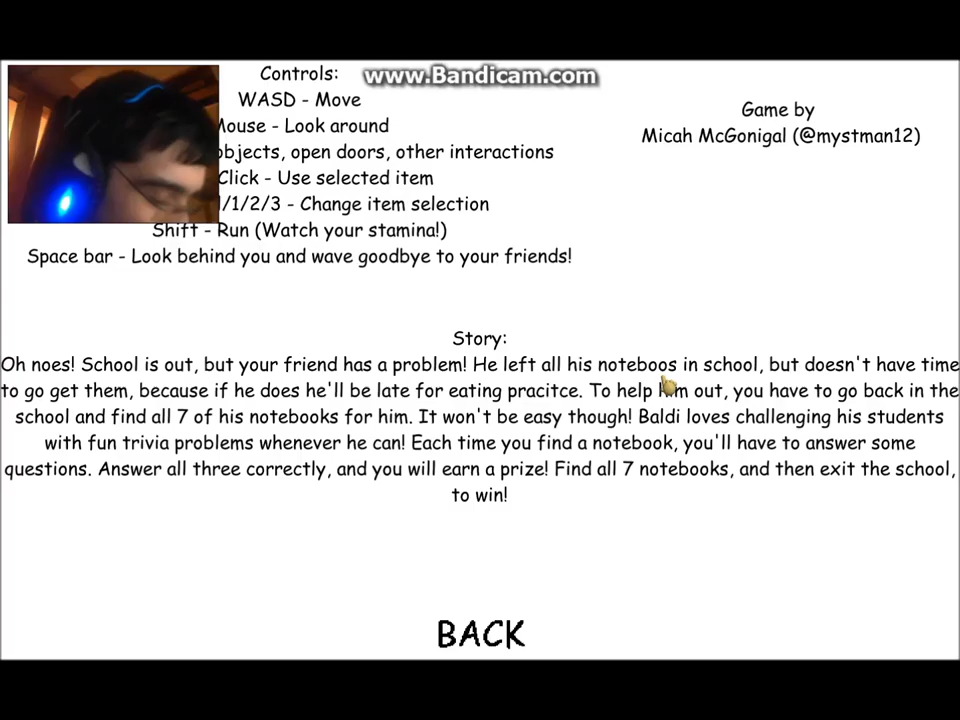 Controls:
www.Bandicam.com
WASD - Move
Game by
Mouse - Look around
Micah McGonigal (@mystman12)
objects, open doors, other interactions
Click - Use selected item
/1/2/3 - Change item selection
Shift - Run (Watch your stamina!)
Space bar - Look behind you and wave goodbye to your friends!
Story:
Oh noes! School is out, but your friend has a problem! He left all his noteboos in school, but doesn't have time
to go get them, because if he does he'll be late for eating pracitce. To help him out, you have to go back in the
school and find all 7 of his notebooks for him. It won't be easy though! Baldi loves challenging his students
with fun trivia problems whenever he can! Each time you find a notebook, you'll have to answer some
questions. Answer all three correctly, and you will earn a prize! Find all 7 notebooks, and then exit the school,
to win!
BACK